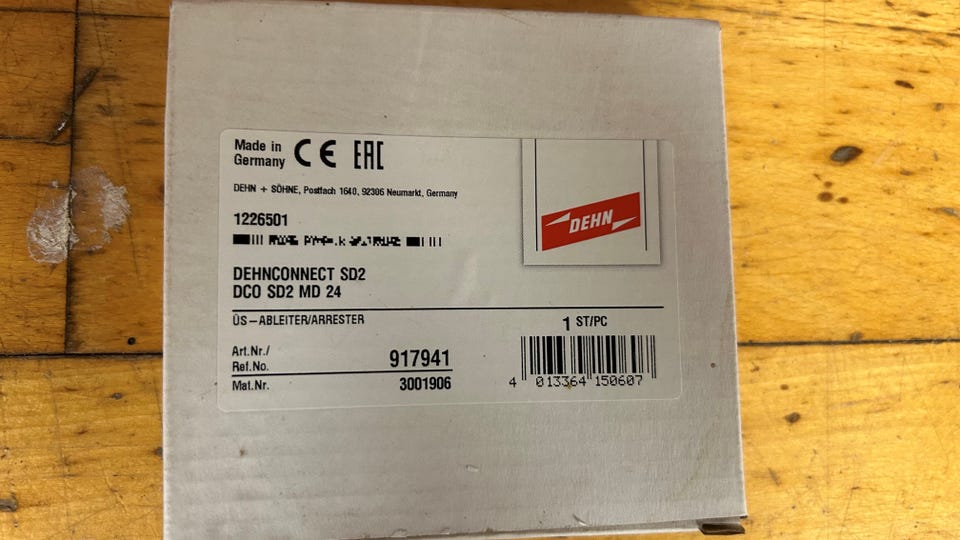 Made in
Germany CE EAC
DEHN + SÖHNE, Postfach 1640, 92306 Neumarkt, Germany
1226501
DEHN
DEHNCONNECT SD2
DCO SD2 MD 24
ÜS-ABLEITER/ARRESTER
1 ST/PC
Art.Nr./
Ref.No. 917941
Mat.Nr. 3001906
4 013364 150607